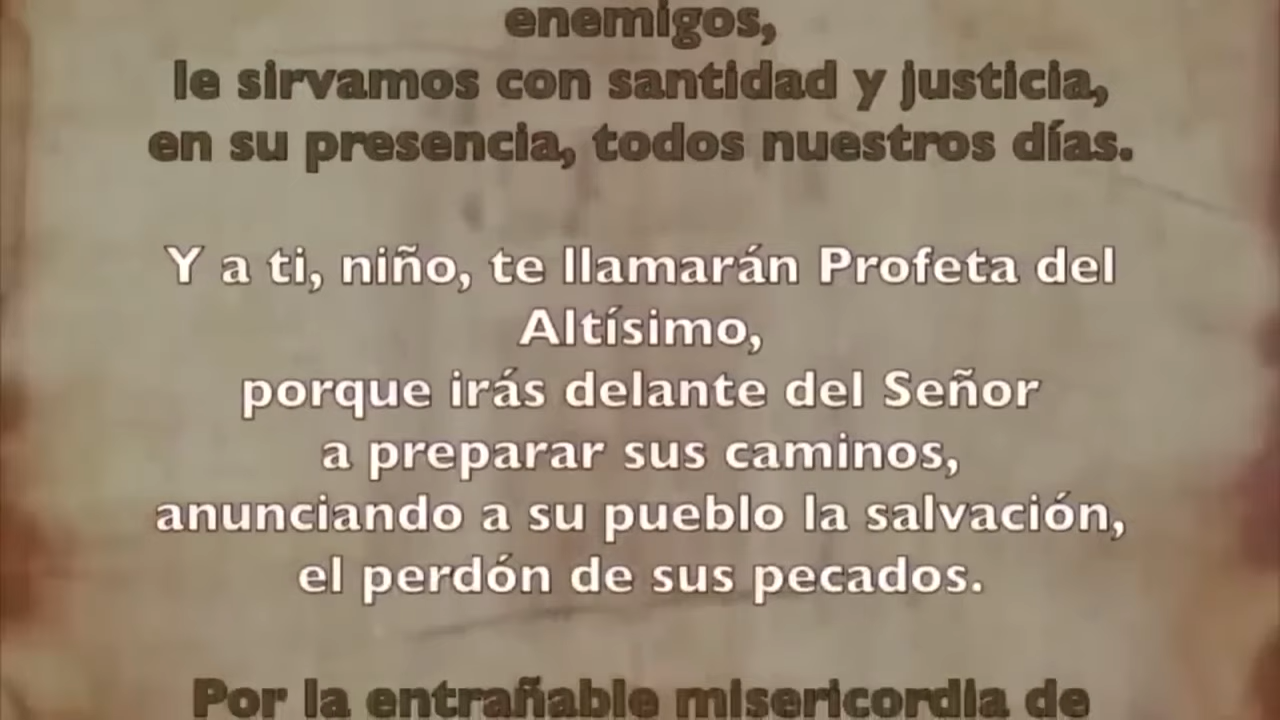 enemigos,
le sirvamos con santidad y justicia,
en su presencia, todos nuestros días.
Y a ti, niño, te llamarán Profeta del
Altísimo,
porque irás delante del Señor
a preparar sus caminos,
anunciando a su pueblo la salvación,
el perdón de sus pecados.
Por la entrañable misericordia de